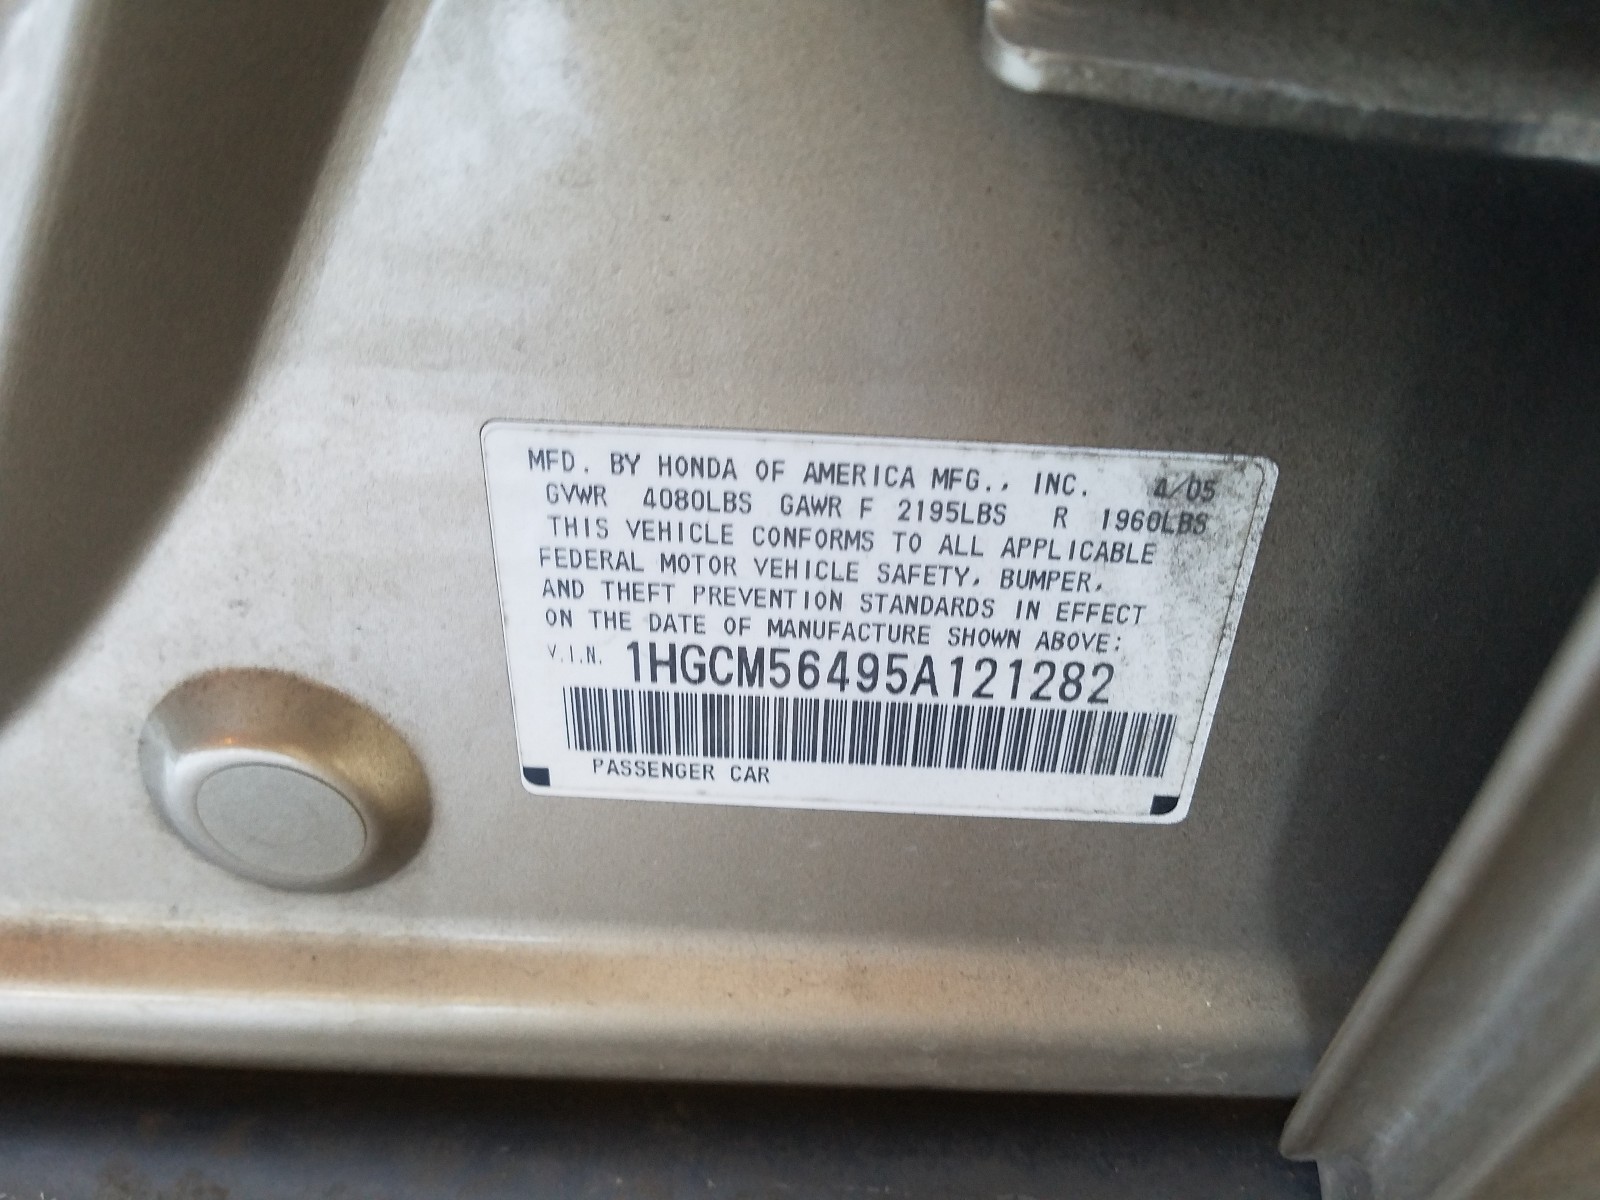 MFD. BY HONDA OF AMERICA MFG., INC. 4/05
GVWR 4080LBS GAWR F 2195LBS R 1960LBS
THIS VEHICLE CONFORMS TO ALL APPLICABLE
FEDERAL MOTOR VEHICLE SAFETY, BUMPER,
AND THEFT PREVENTION STANDARDS IN EFFECT
ON THE DATE OF MANUFACTURE SHOWN ABOVE:
V.I.N. 1HGCM56495A121282
PASSENGER CAR